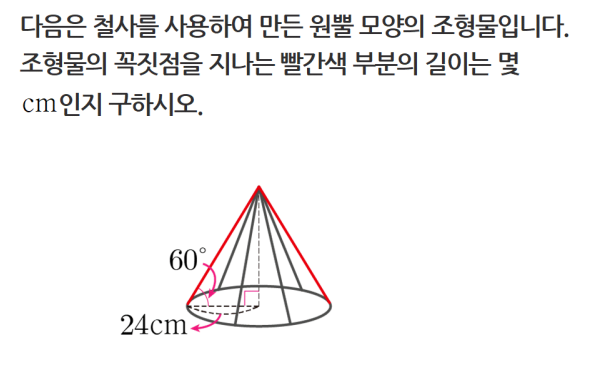 다음은 철사를 사용하여 만든 원뿔 모양의 조형물입니다.
조형물의 꼭짓점을 지나는 빨간색 부분의 길이는 몇
cm인지 구하시오.
60°
24cm